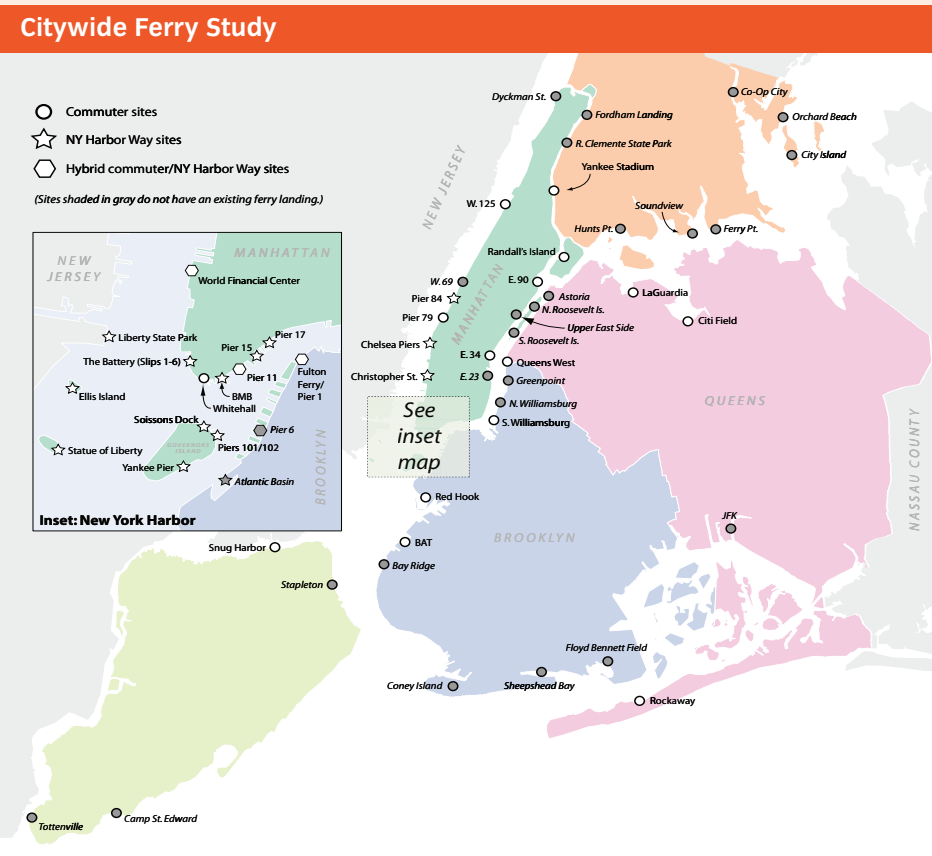 Citywide Ferry Study
Commuter sites
NY Harbor Way sites
Hybrid commuter/NY Harbor Way sites
(Sites shaded in gray do not have an existing ferry landing.)
Dyckman St.
Fordham Landing
R. Clemente State Park
Yankee Stadium
Co-Op City
Orchard Beach
City Island
NEW JERSEY
W. 125
Soundview
Hunts Pt.
Ferry Pt.
Randall's Island
W. 69
Pier 84
Pier 79
MANHATTAN
E. 90
Astoria
N. Roosevelt Is.
Upper East Side
S. Roosevelt Is.
LaGuardia
Citi Field
Chelsea Piers
E. 34
Queens West
Christopher St.
E. 23
Greenpoint
N. Williamsburg
S. Williamsburg
QUEENS
NASSAU COUNTY
See
inset
map
NEW
JERSEY
MANHATTAN
World Financial Center
Liberty State Park
Pier 15
Pier 17
The Battery (Slips 1-6)
Pier 11
Fulton
Ferry/
Pier 1
Ellis Island
BMB
Whitehall
Soissons Dock
Pier 6
GOVERNORS
ISLAND
Piers 101/102
Statue of Liberty
Yankee Pier
Atlantic Basin
BROOKLYN
Inset: New York Harbor
Red Hook
BAT
BROOKLYN
JFK
Snug Harbor
Bay Ridge
Stapleton
Floyd Bennett Field
Coney Island
Sheepshead Bay
Rockaway
Tottenville
Camp St. Edward